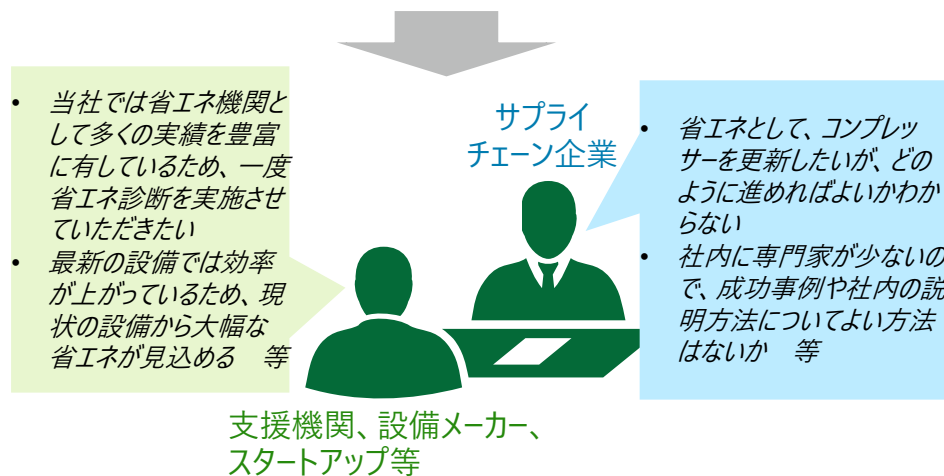 • 当社では省エネ機関と
して多くの実績を豊富
に有しているため、一度
省エネ診断を実施させ
ていただきたい
• 最新の設備では効率
が上がっているため、現
状の設備から大幅な
省エネが見込める　等
サプライ
チェーン企業
• 省エネとして、コンプレッ
サーを更新したいが、どの
ように進めればよいかわか
らない
• 社内に専門家が少ないの
で、成功事例や社内の説
明方法についてよい方法
はないか　等
支援機関、設備メーカー、
スタートアップ等